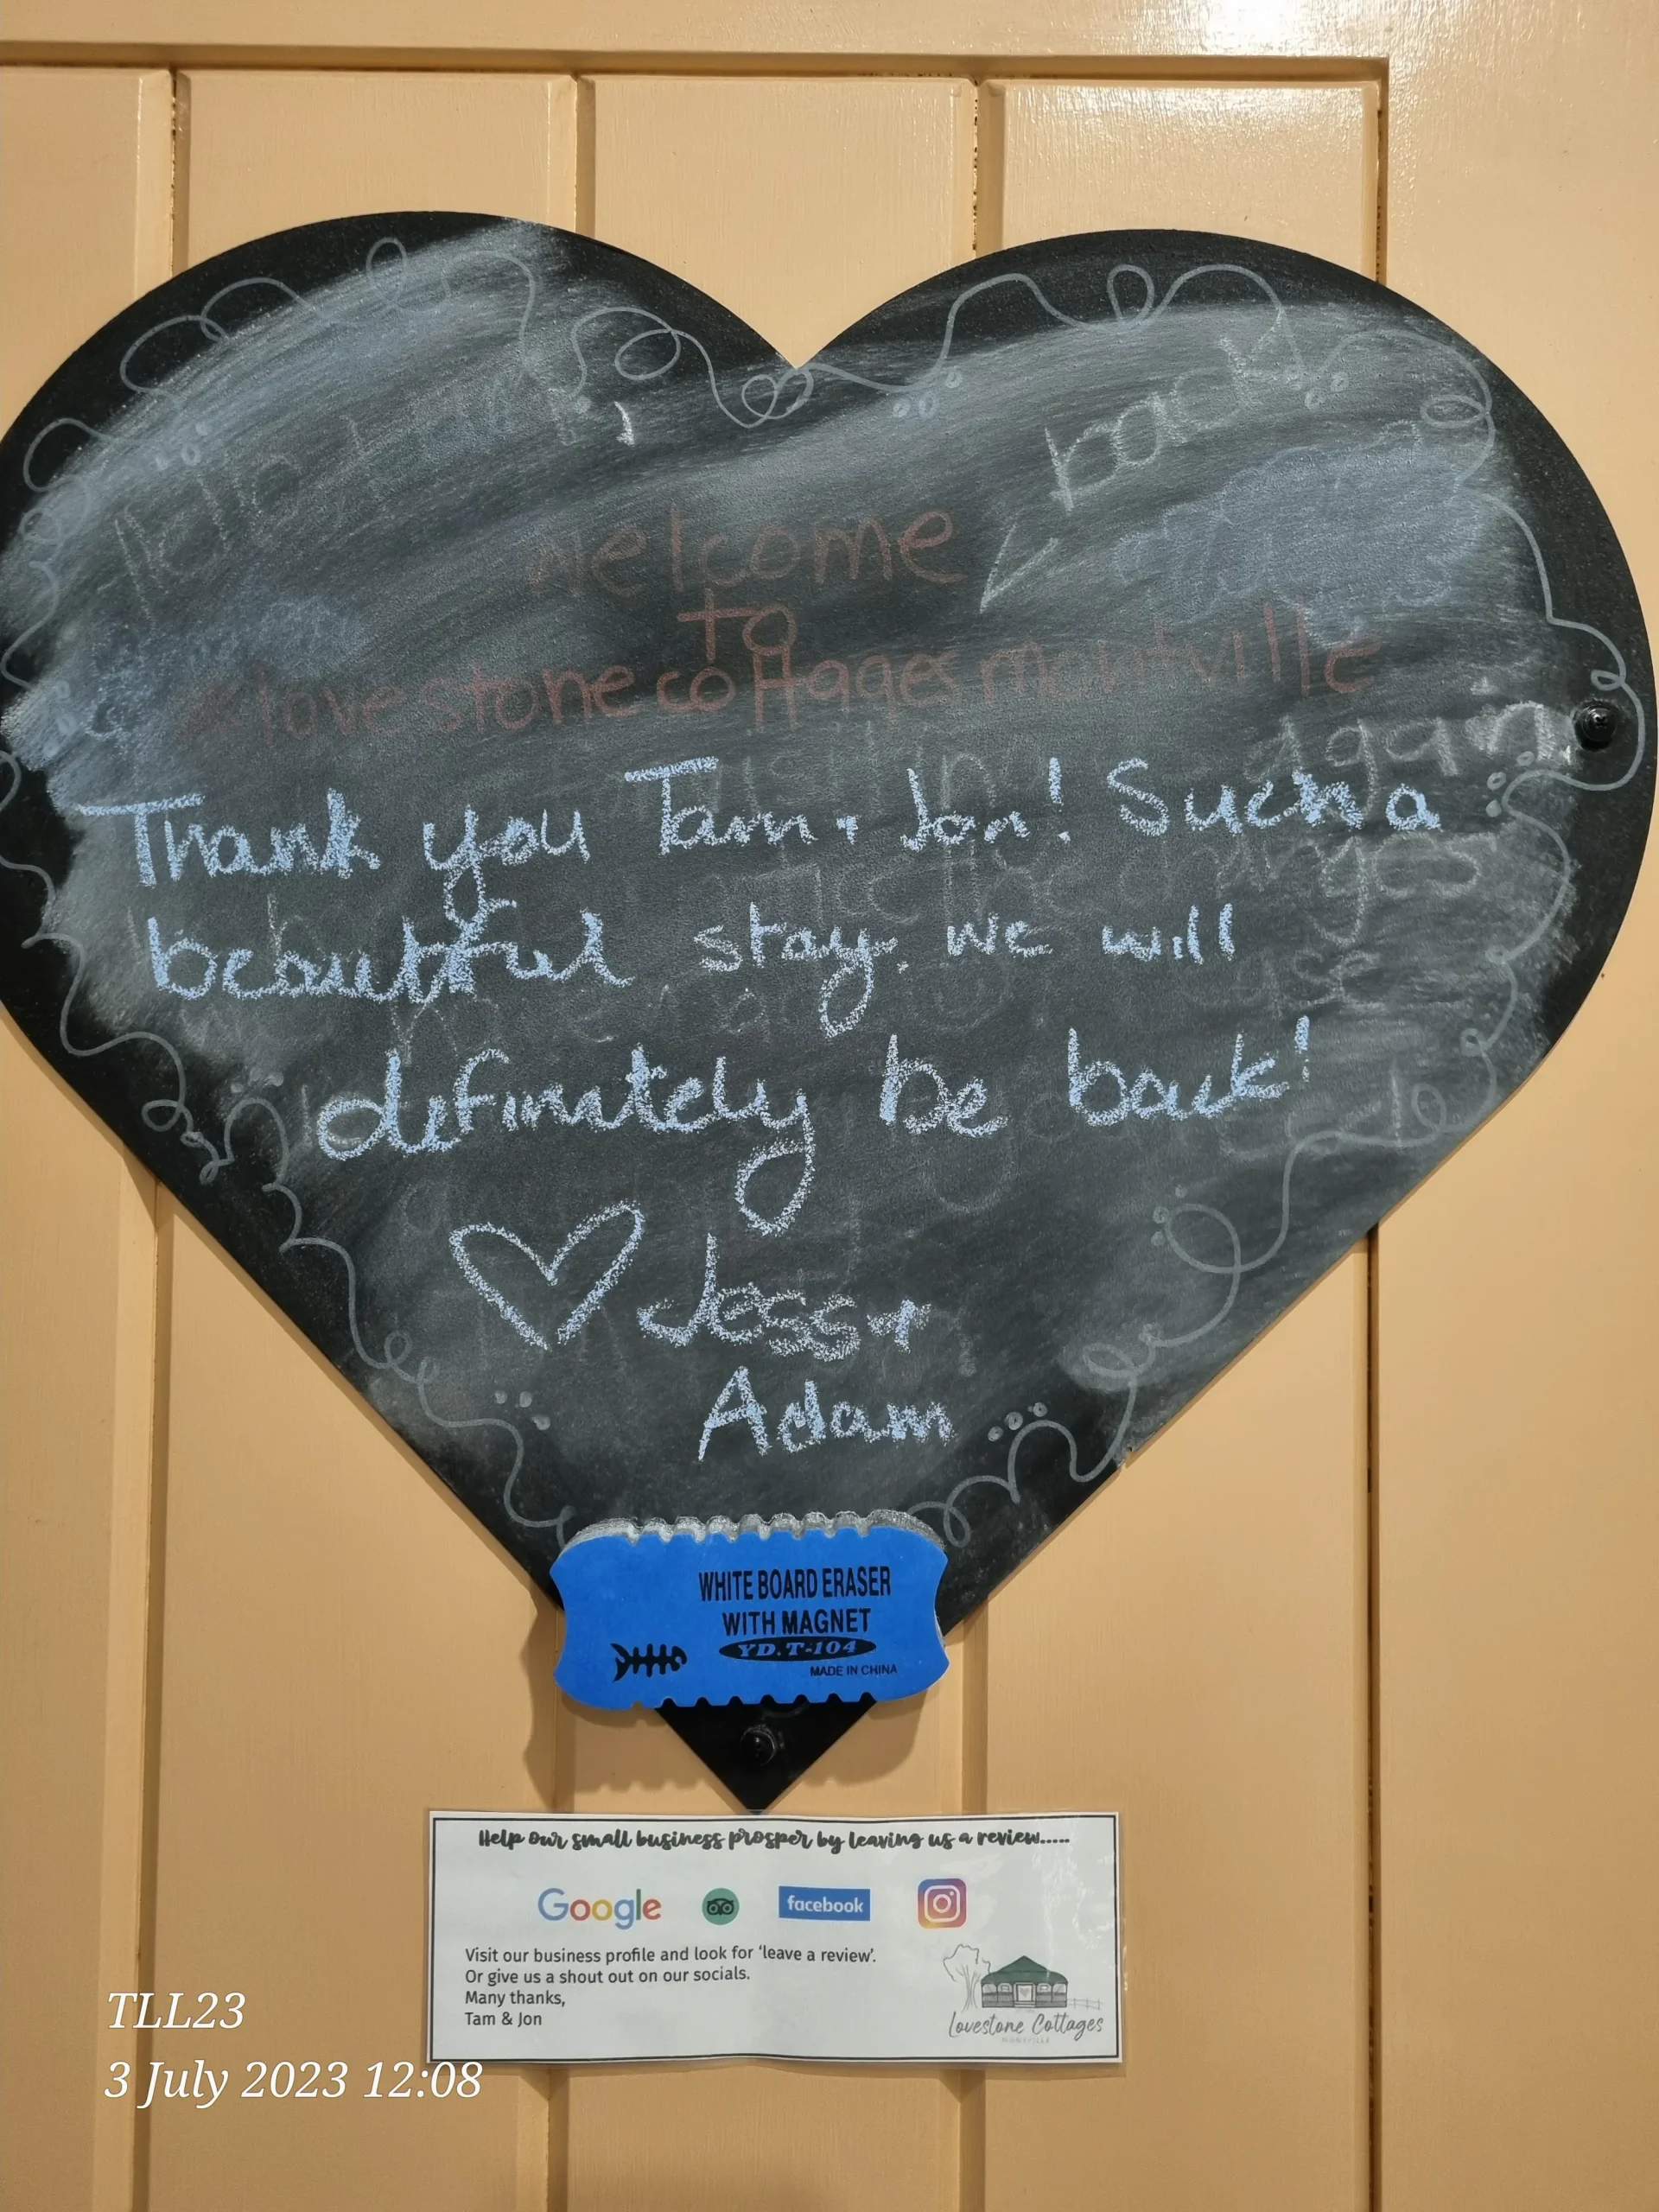 back
welcome
to
lovestone cottages montville
again
Thank you Tam + Jon! Such a
beautiful stay, we will
definitely be back!
Jess +
Adam
WHITE BOARD ERASER
WITH MAGNET
YD.T-104
MADE IN CHINA
Help our small business prosper by leaving us a review.....
Google
facebook
Visit our business profile and look for 'leave a review'.
Or give us a shout out on our socials.
Many thanks,
Tam & Jon
Lovestone Cottages
MONTVILLE
TLL23
3 July 2023 12:08